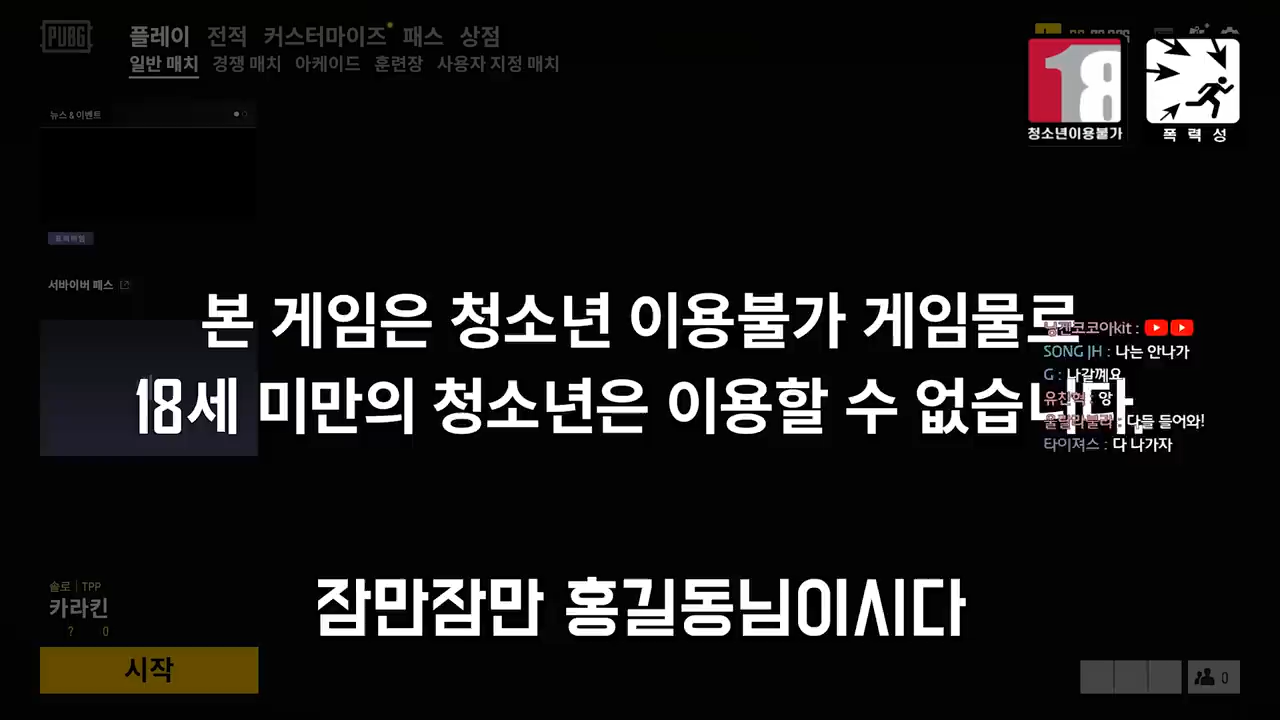 PUBG
플레이 전적 커스터마이즈 패스 상점
일반 매치 경쟁 매치 아케이드 훈련장 사용자 지정 매치
뉴스 & 이벤트
18
청소년이용불가
폭력성
서바이버 패스
본 게임은 청소년 이용불가 게임물로
18세 미만의 청소년은 이용할 수 없습니다.
SONG JH : 나는 안나가
G : 나갈께요
유진혁 : 앙
: 다들 들어와!
타이져스 : 다 나가자
솔로 | TPP
카라킨
? 0
시작
잠만잠만 홍길동님이시다
0